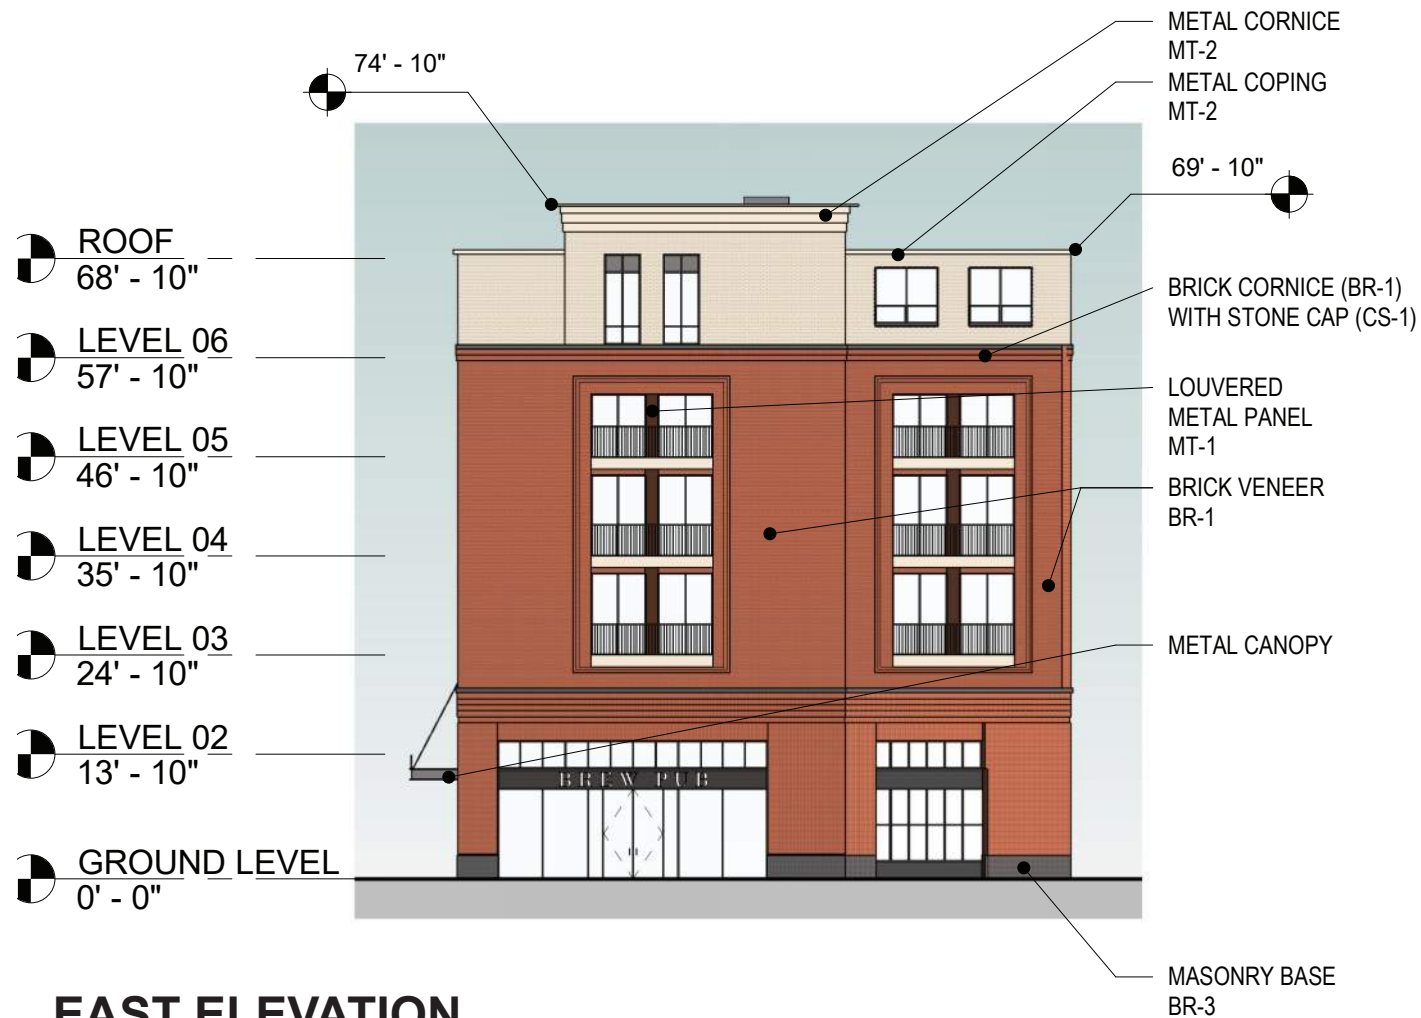 METAL CORNICE
MT-2
METAL COPING
MT-2
74' - 10"
69' - 10"
ROOF
68' - 10"
BRICK CORNICE (BR-1)
WITH STONE CAP (CS-1)
LEVEL 06
57' - 10"
LOUVERED
METAL PANEL
MT-1
LEVEL 05
46' - 10"
BRICK VENEER
BR-1
LEVEL 04
35' - 10"
LEVEL 03
24' - 10"
METAL CANOPY
LEVEL 02
13' - 10"
BREW PUB
GROUND LEVEL
0' - 0"
MASONRY BASE
BR-3
EAST ELEVATION